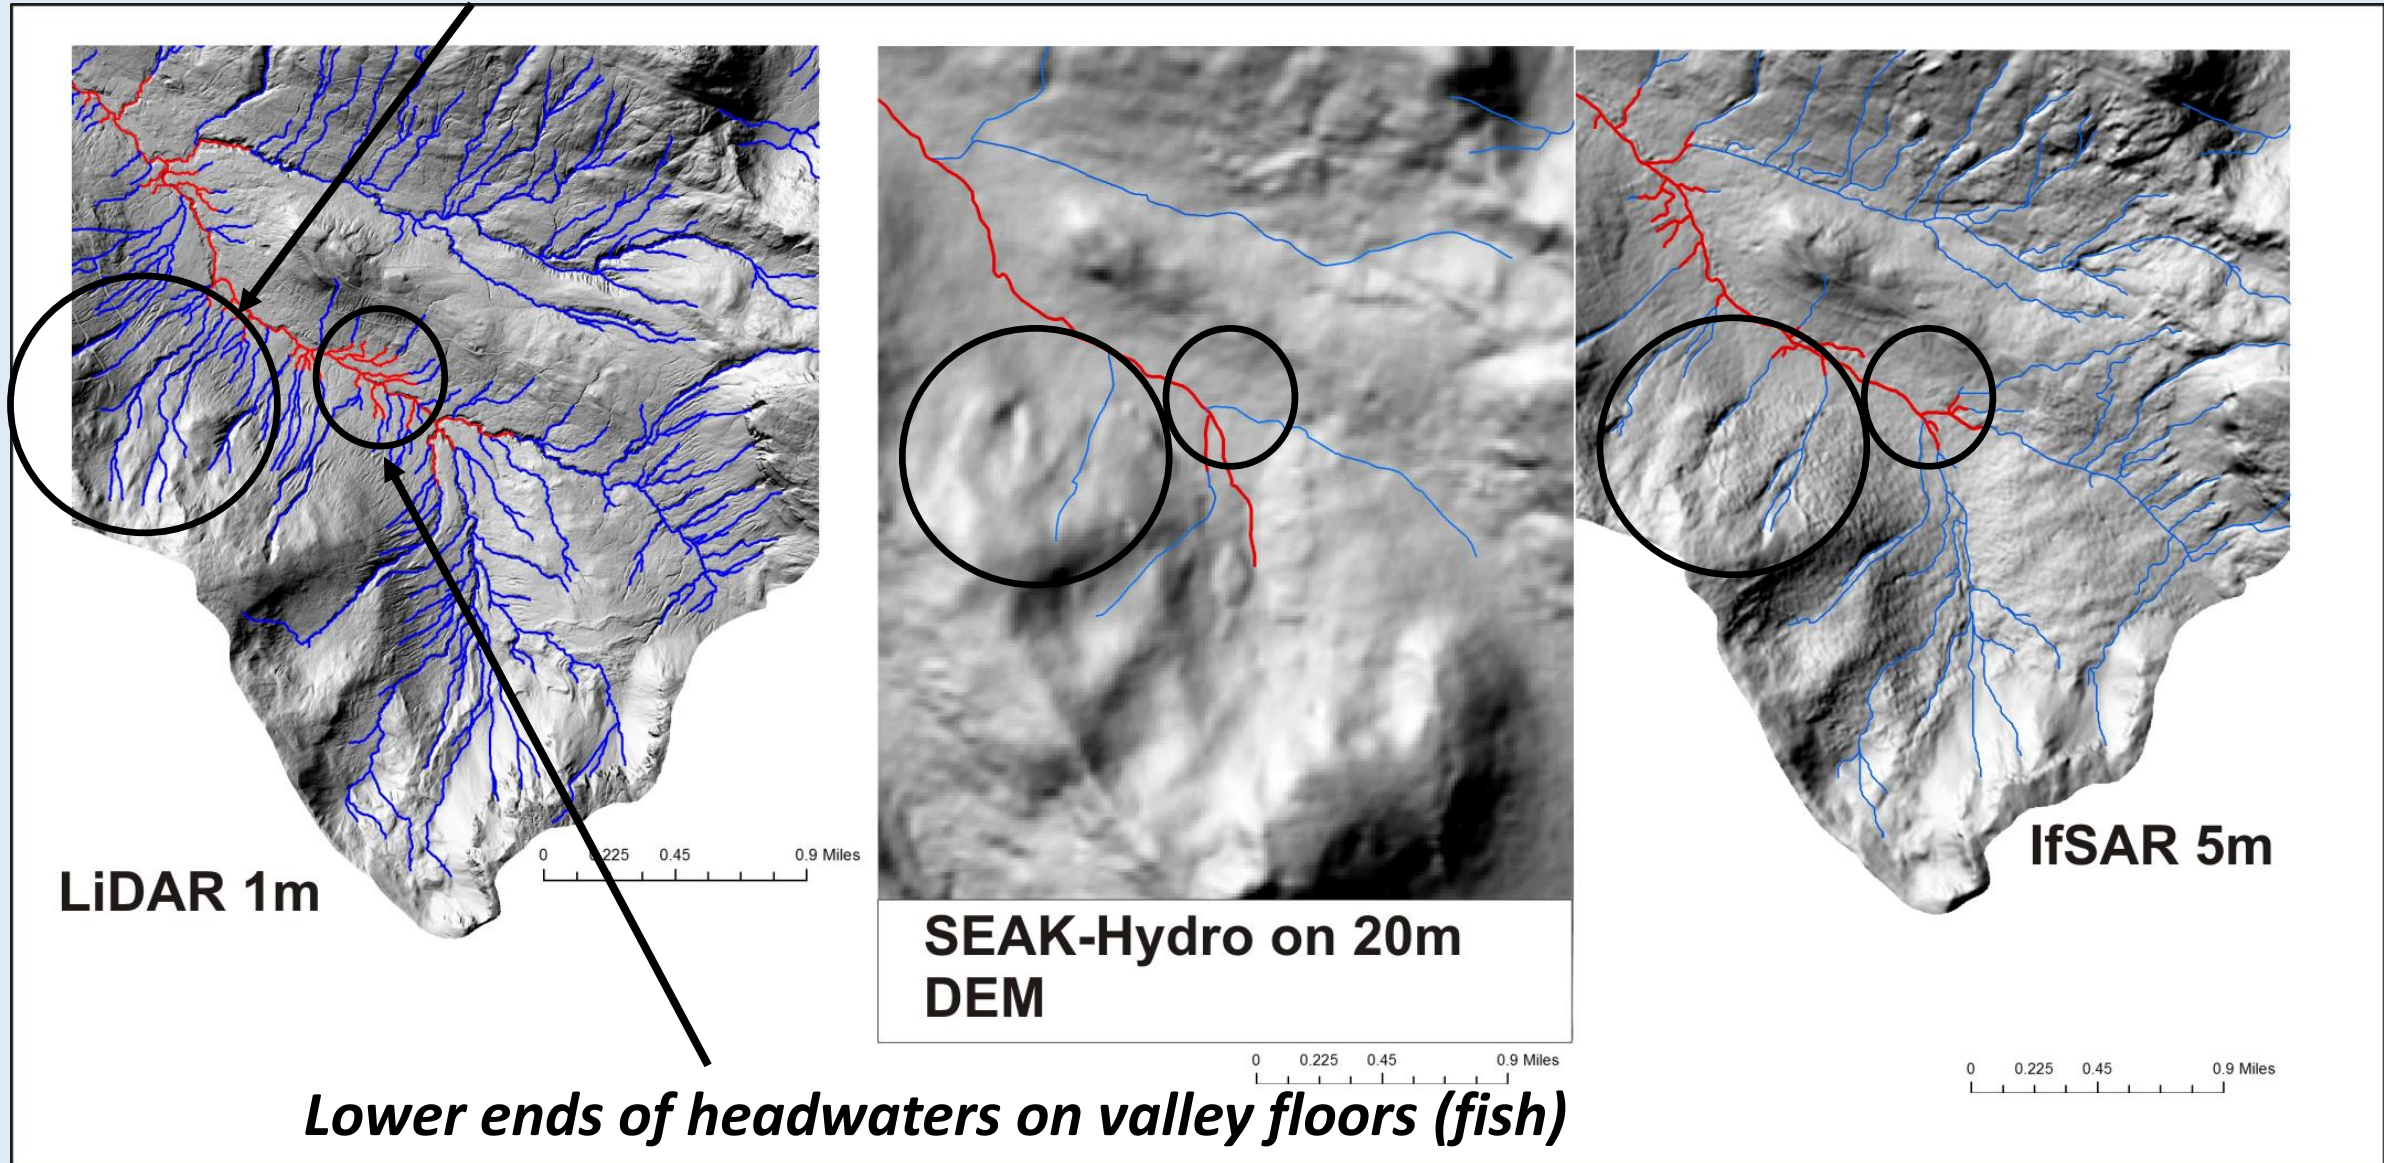 LiDAR 1m
0 0.225 0.45 0.9 Miles
SEAK-Hydro on 20m
DEM
0 0.225 0.45 0.9 Miles
IfSAR 5m
0 0.225 0.45 0.9 Miles
Lower ends of headwaters on valley floors (fish)